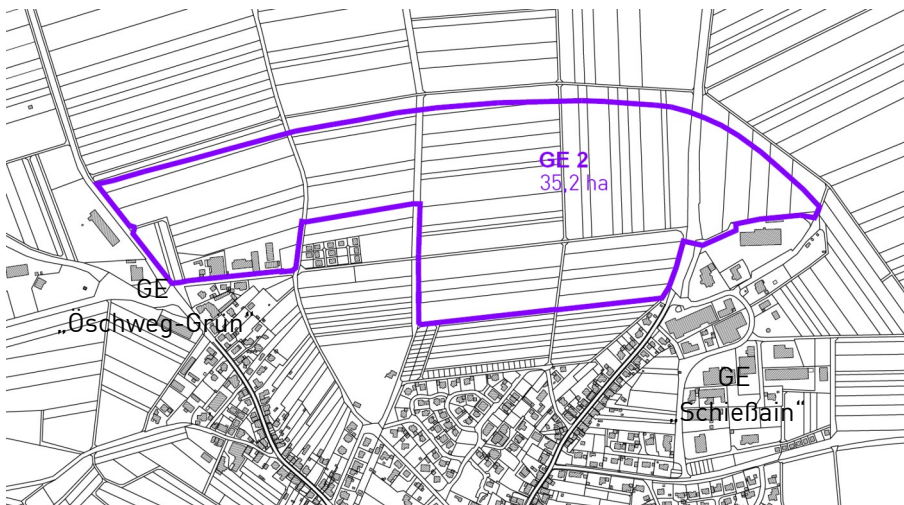 GE 2
35,2 ha
GE
„Öschweg-Grün“
GE
„Schießain“